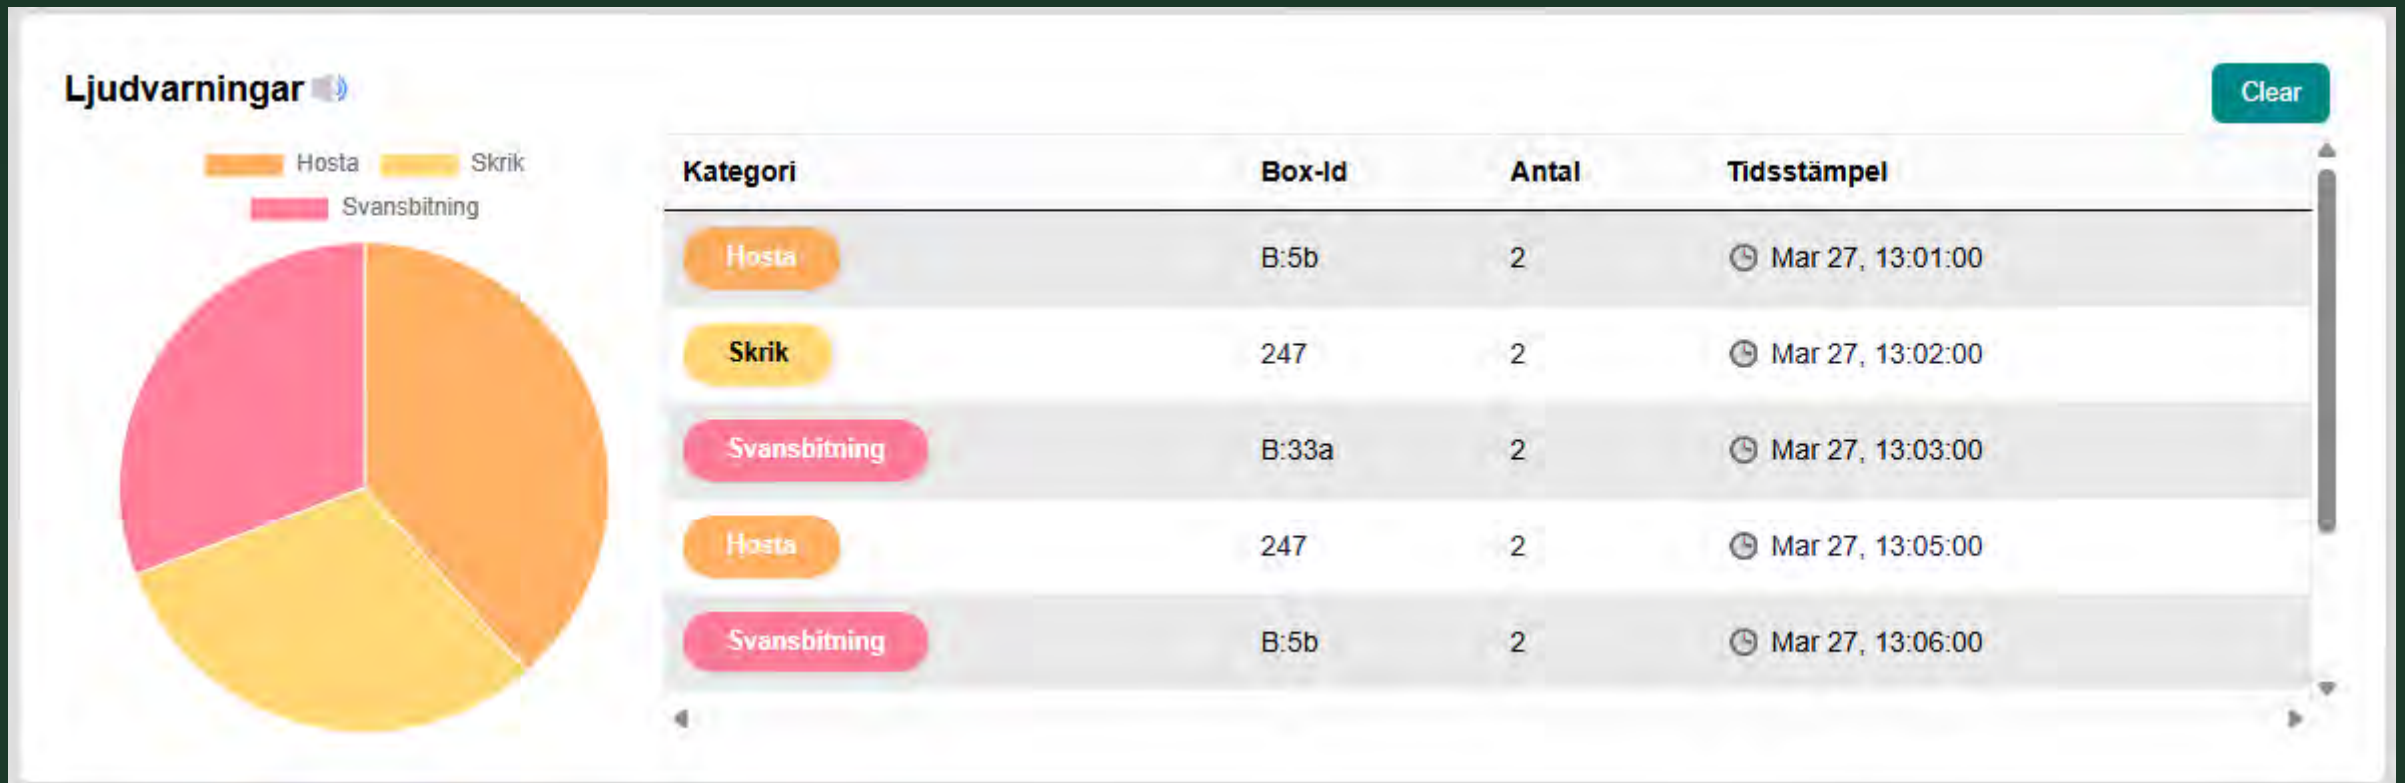 Ljudvarningar
Clear
Hosta Skrik
Svansbitning
Kategori Box-Id Antal Tidsstämpel
Hosta B:5b 2 Mar 27, 13:01:00
Skrik 247 2 Mar 27, 13:02:00
Svansbitning B:33a 2 Mar 27, 13:03:00
Hosta 247 2 Mar 27, 13:05:00
Svansbitning B:5b 2 Mar 27, 13:06:00